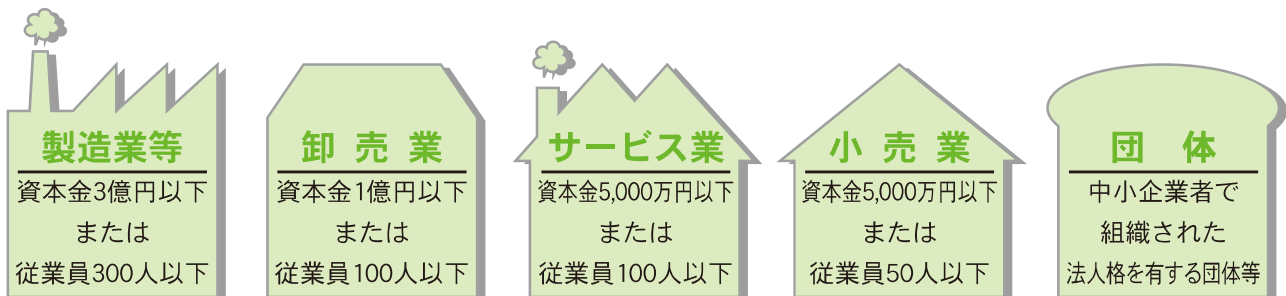 製造業等
資本金3億円以下
または
従業員300人以下
卸売業
資本金1億円以下
または
従業員100人以下
サービス業
資本金5,000万円以下
または
従業員100人以下
小売業
資本金5,000万円以下
または
従業員50人以下
団体
中小企業者で
組織された
法人格を有する団体等